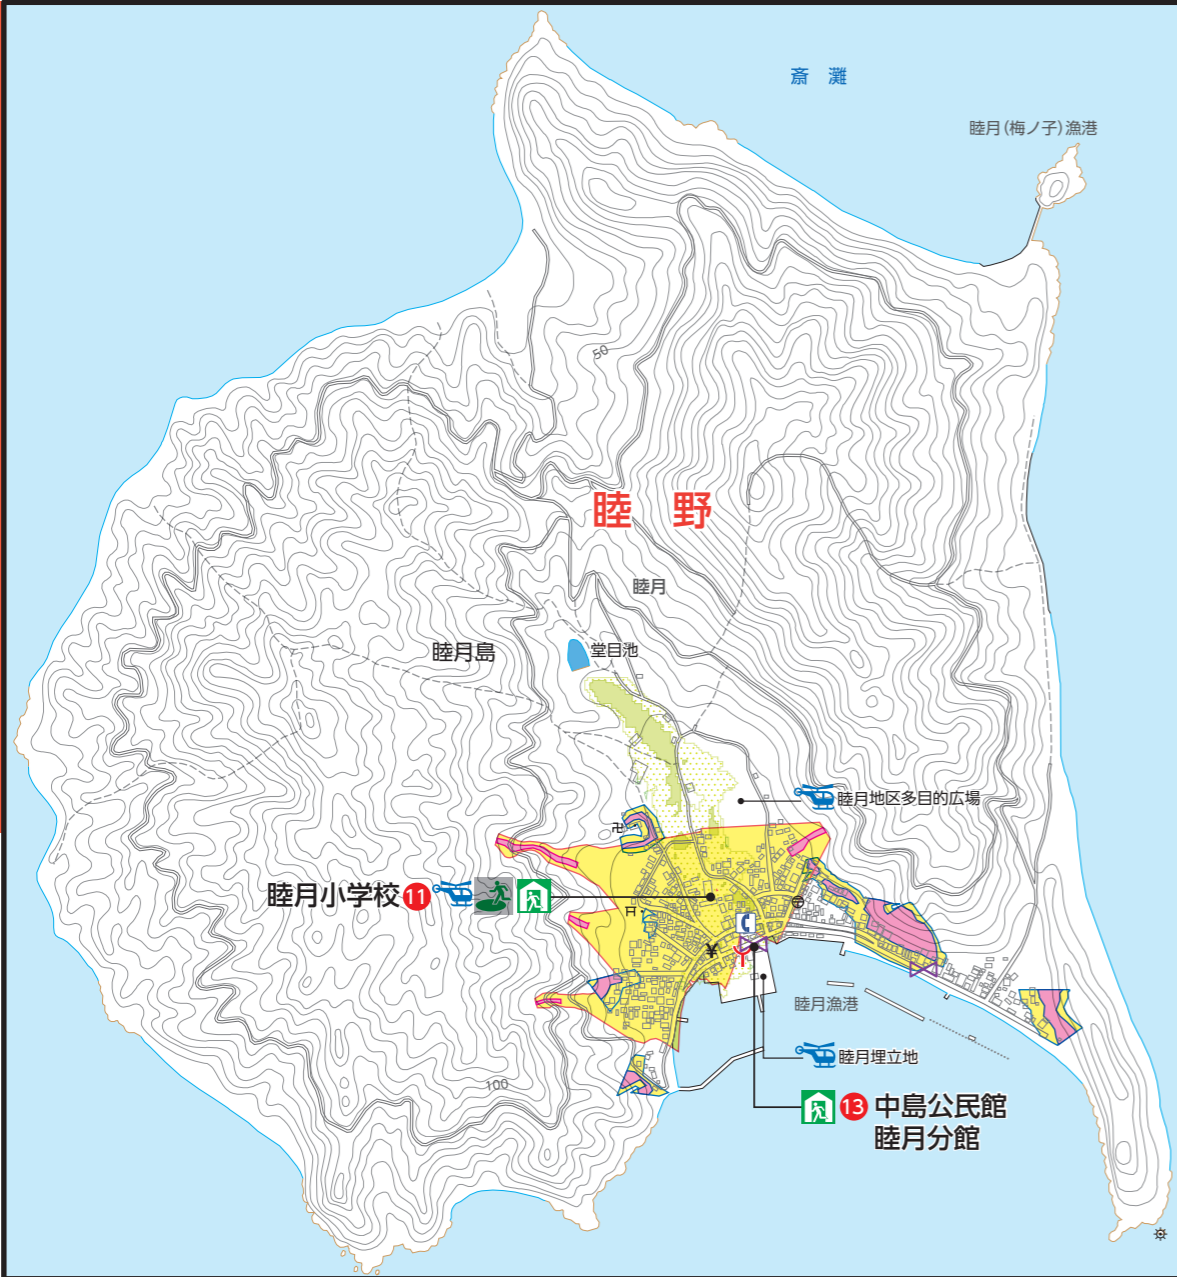 斎 灘
睦月(梅ノ子)漁港
50
睦 野
睦月
睦月島
堂目池
睦月地区多目的広場
睦月小学校 11
¥
睦月漁港
睦月埋立地
100
13 中島公民館
睦月分館